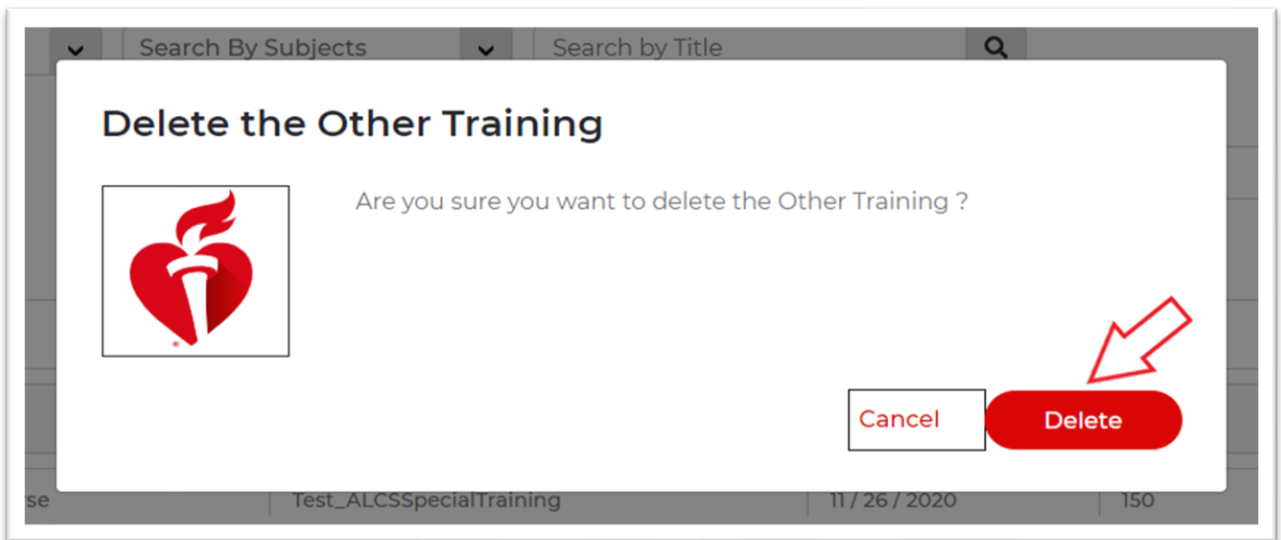 Search By Subjects Search by Title
Delete the Other Training
Are you sure you want to delete the Other Training ?
Cancel Delete
se Test_ALCSSpecialTraining 11 / 26 / 2020 150